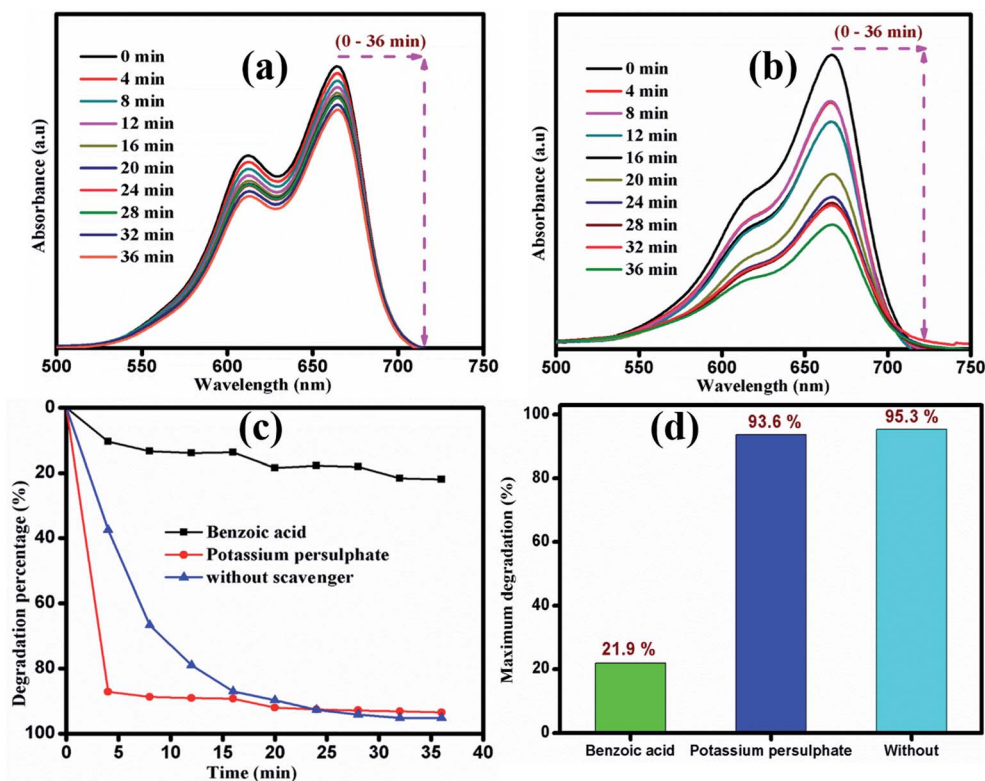 (a)
(0 - 36 min)
0 min
4 min
8 min
12 min
16 min
20 min
24 min
28 min
32 min
36 min
Absorbance (a.u)
500 550 600 650 700 750
Wavelength (nm)
(b)
(0 - 36 min)
0 min
4 min
8 min
12 min
16 min
20 min
24 min
28 min
32 min
36 min
Absorbance (a.u)
500 550 600 650 700 750
Wavelength (nm)
(c)
0
20
40
60
80
100
Degradation percentage (%)
Benzoic acid
Potassium persulphate
without scavenger
0 5 10 15 20 25 30 35 40
Time (min)
(d)
100
80
60
40
20
0
Maximum degradation (%)
21.9 %
93.6 %
95.3 %
Benzoic acid Potassium persulphate Without